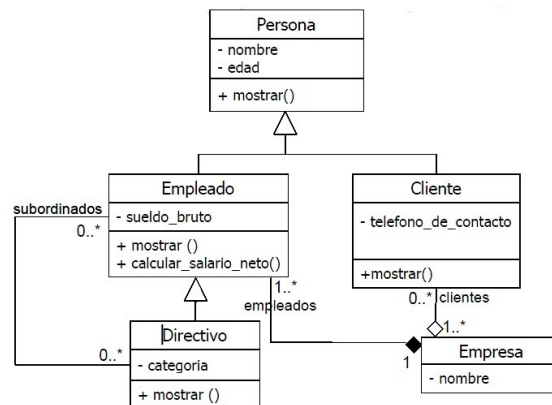 Persona
- nombre
- edad
+ mostrar()
Empleado
- sueldo_bruto
+ mostrar ()
+ calcular_salario_neto()
Cliente
- telefono_de_contacto
+mostrar()
subordinados
0..*
1..*
empleados
0..* clientes
1..*
Directivo
- categoria
+ mostrar ()
0..*
1
Empresa
- nombre